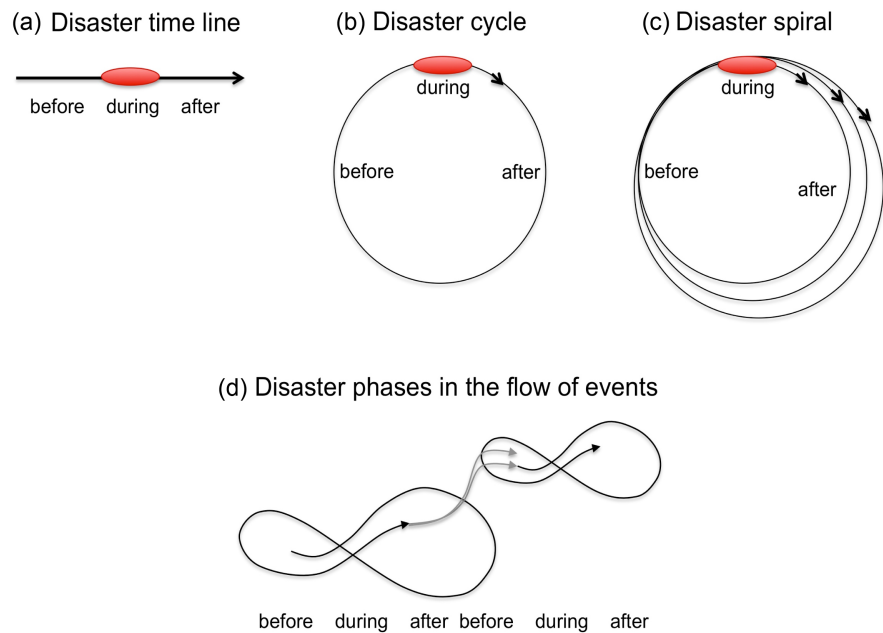 (a) Disaster time line
(b) Disaster cycle
(c) Disaster spiral
before during after
during
before
after
during
before
after
(d) Disaster phases in the flow of events
before during after before during after